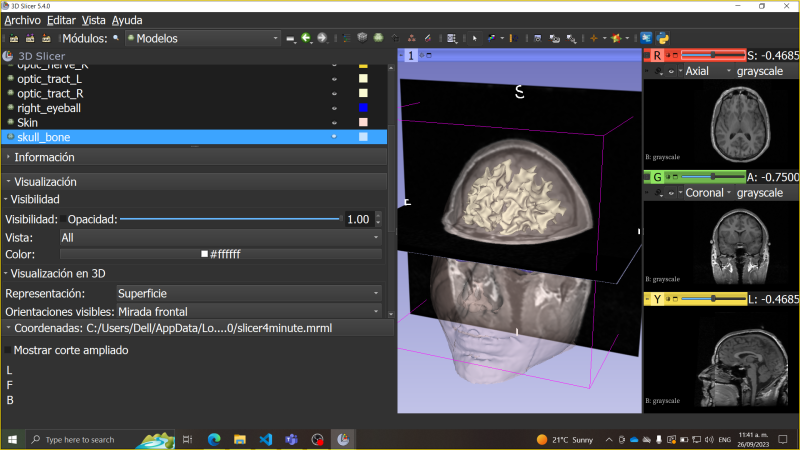 3D Slicer 5.4.0
Archivo Editar Vista Ayuda
Módulos: Modelos
3D Slicer
optic_nerve_R
optic_tract_L
optic_tract_R
right_eyeball
Skin
skull_bone
Información
Visualización
Visibilidad
Visibilidad: Opacidad: 1.00
Vista: All
Color: #ffffff
Visualización en 3D
Representación: Superficie
Orientaciones visibles: Mirada frontal
Coordenadas: C:/Users/Dell/AppData/Lo....0/slicer4minute.mrml
Mostrar corte ampliado
L
F
B
1
S
R S: -0.4685
Axial grayscale
B: grayscale
G A: -0.7500
Coronal grayscale
B: grayscale
Y L: -0.4685
B: grayscale
Type here to search
21°C Sunny
ENG
11:41 a. m.
26/09/2023